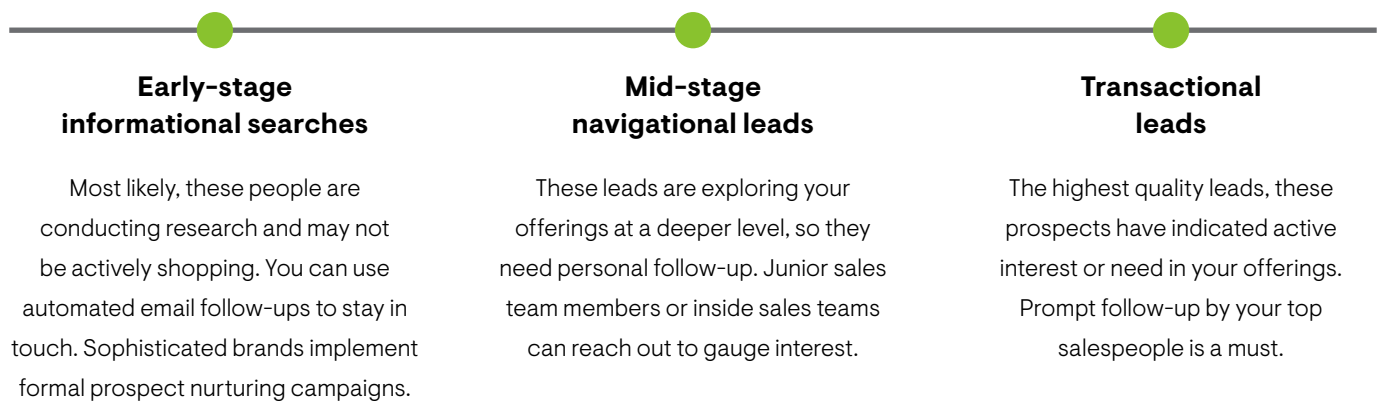 Early-stage
informational searches
Most likely, these people are
conducting research and may not
be actively shopping. You can use
automated email follow-ups to stay in
touch. Sophisticated brands implement
formal prospect nurturing campaigns.
Mid-stage
navigational leads
These leads are exploring your
offerings at a deeper level, so they
need personal follow-up. Junior sales
team members or inside sales teams
can reach out to gauge interest.
Transactional
leads
The highest quality leads, these
prospects have indicated active
interest or need in your offerings.
Prompt follow-up by your top
salespeople is a must.